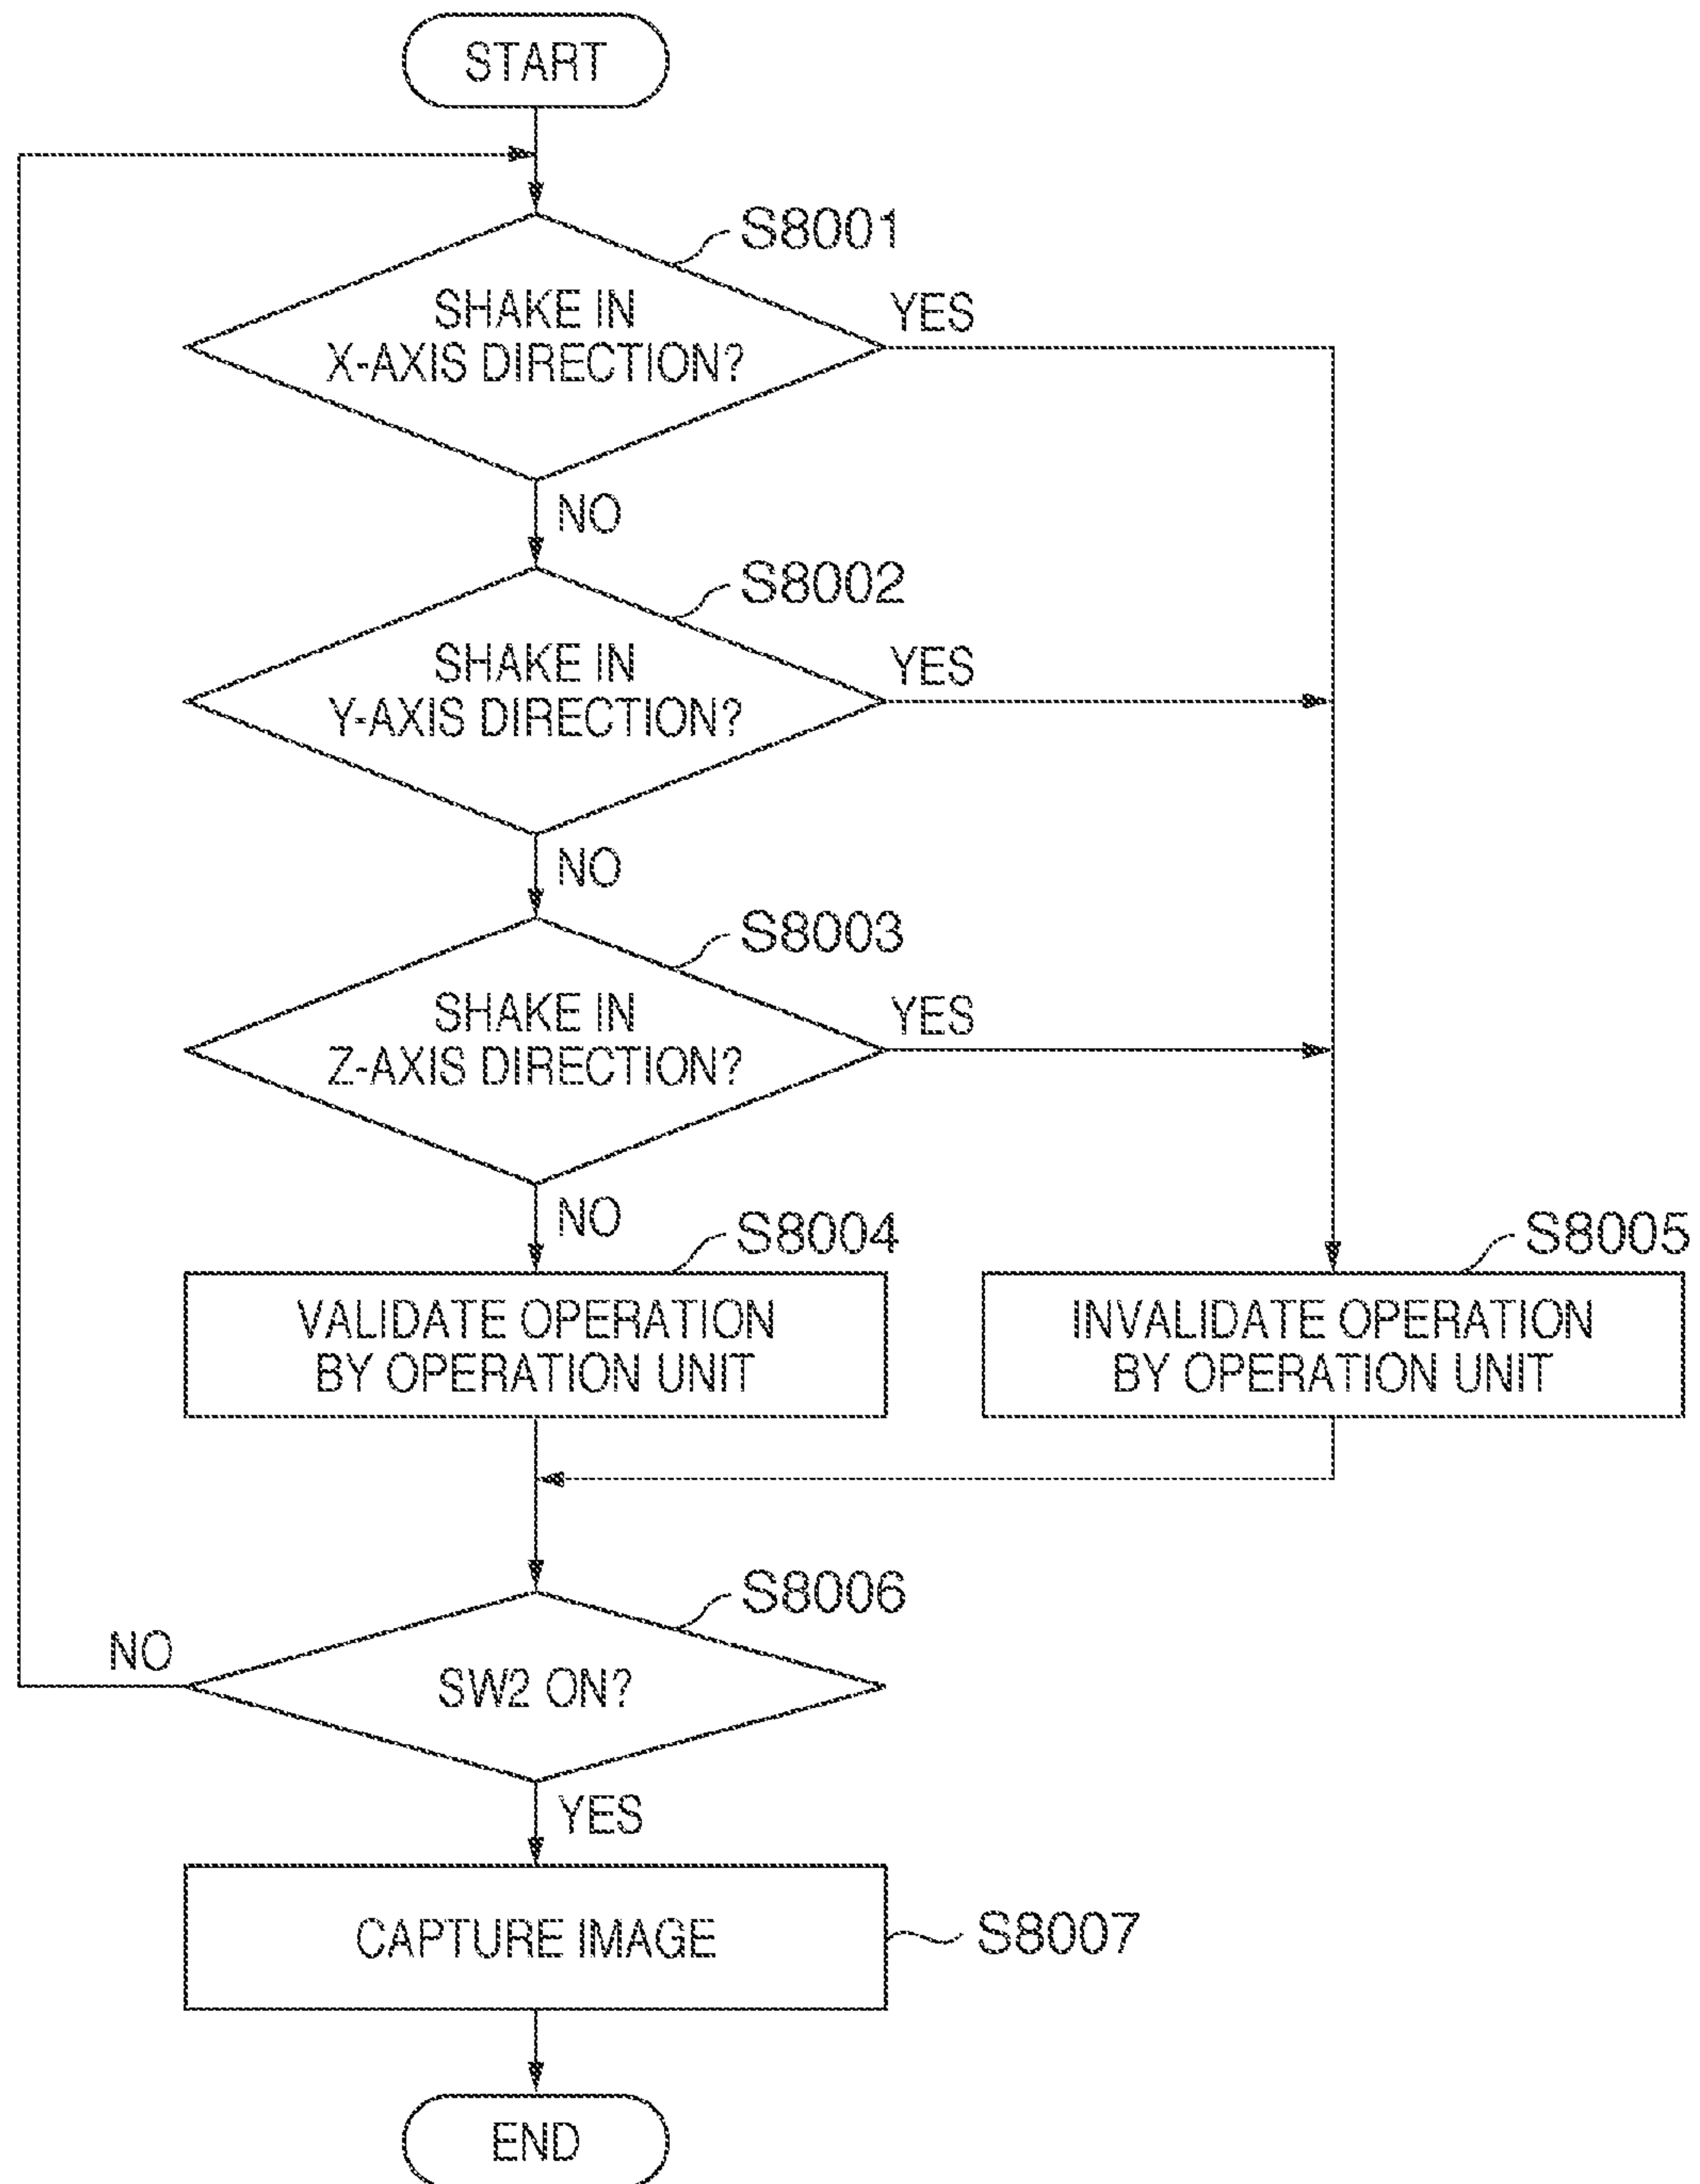 START
S8001
SHAKE IN
X-AXIS DIRECTION?
YES
NO
S8002
SHAKE IN
Y-AXIS DIRECTION?
YES
NO
S8003
SHAKE IN
Z-AXIS DIRECTION?
YES
NO
S8004
VALIDATE OPERATION
BY OPERATION UNIT
S8005
INVALIDATE OPERATION
BY OPERATION UNIT
S8006
NO
SW2 ON?
YES
CAPTURE IMAGE
S8007
END